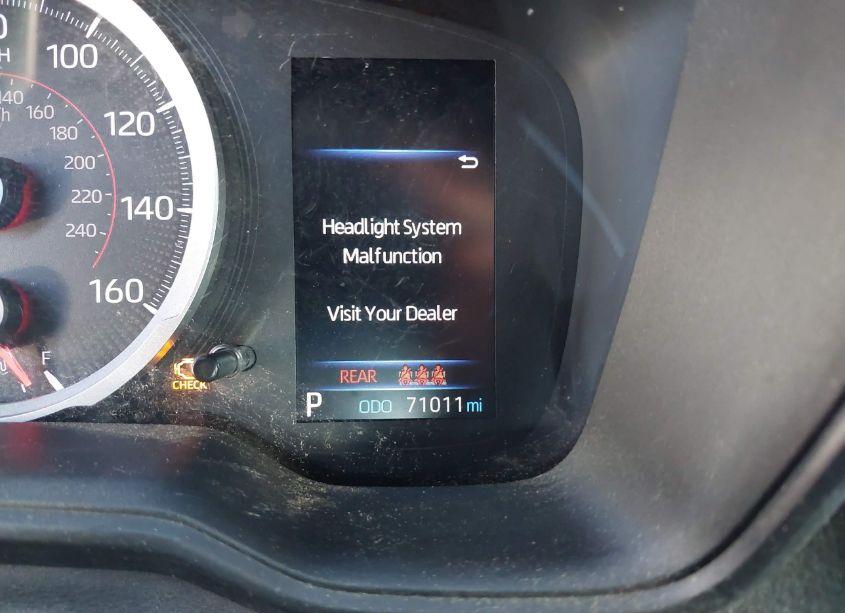 100
120
140
160
140
160
180
200
220
240
F
CHECK
Headlight System
Malfunction
Visit Your Dealer
REAR
P ODO 71011 mi